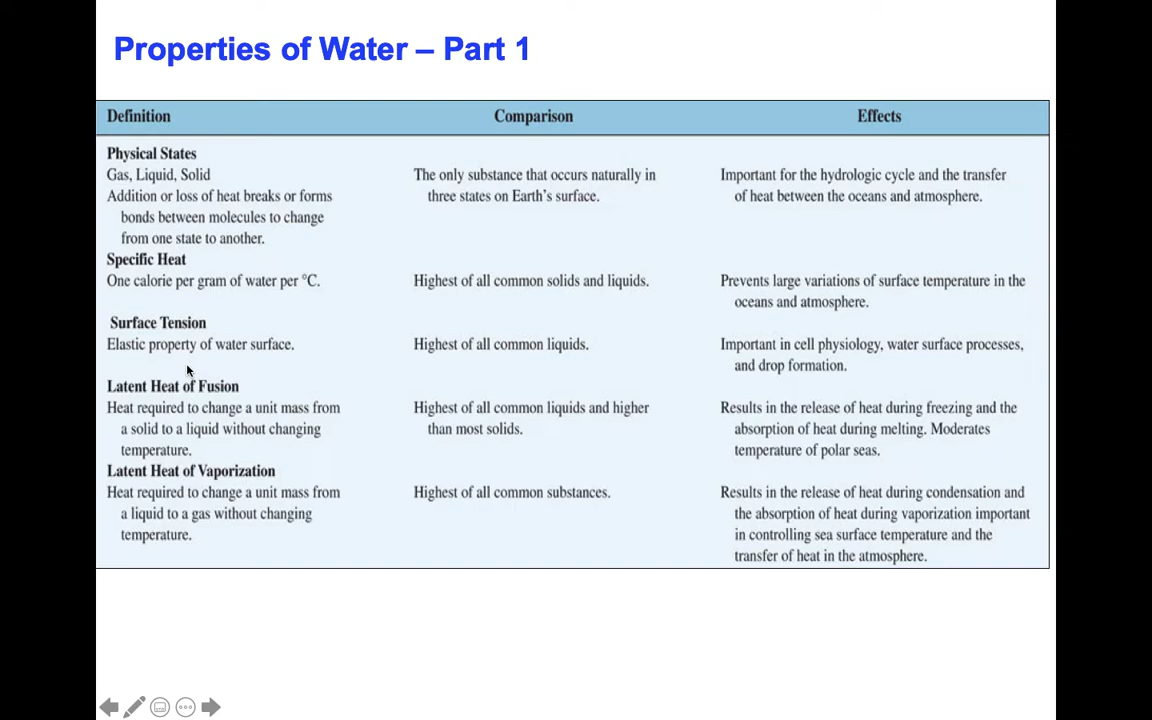 Properties of Water – Part 1
Definition Comparison Effects
Physical States
Gas, Liquid, Solid The only substance that occurs naturally in Important for the hydrologic cycle and the transfer
Addition or loss of heat breaks or forms three states on Earth's surface. of heat between the oceans and atmosphere.
bonds between molecules to change
from one state to another.
Specific Heat
One calorie per gram of water per °C. Highest of all common solids and liquids. Prevents large variations of surface temperature in the
oceans and atmosphere.
Surface Tension
Elastic property of water surface. Highest of all common liquids. Important in cell physiology, water surface processes,
and drop formation.
Latent Heat of Fusion
Heat required to change a unit mass from Highest of all common liquids and higher Results in the release of heat during freezing and the
a solid to a liquid without changing than most solids. absorption of heat during melting. Moderates
temperature. temperature of polar seas.
Latent Heat of Vaporization
Heat required to change a unit mass from Highest of all common substances. Results in the release of heat during condensation and
a liquid to a gas without changing the absorption of heat during vaporization important
temperature. in controlling sea surface temperature and the
transfer of heat in the atmosphere.